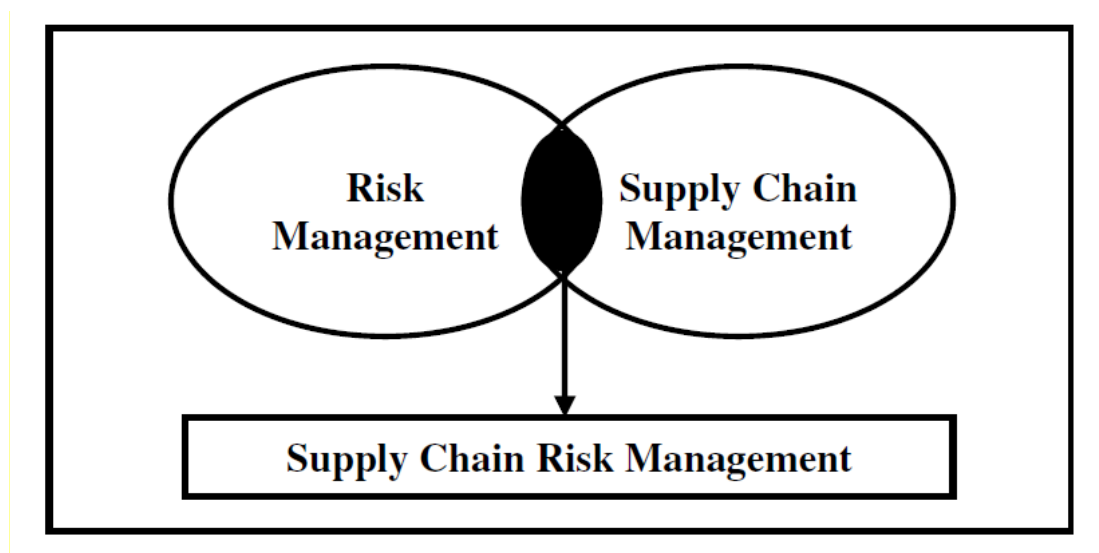 Risk
Management
Supply Chain
Management
Supply Chain Risk Management